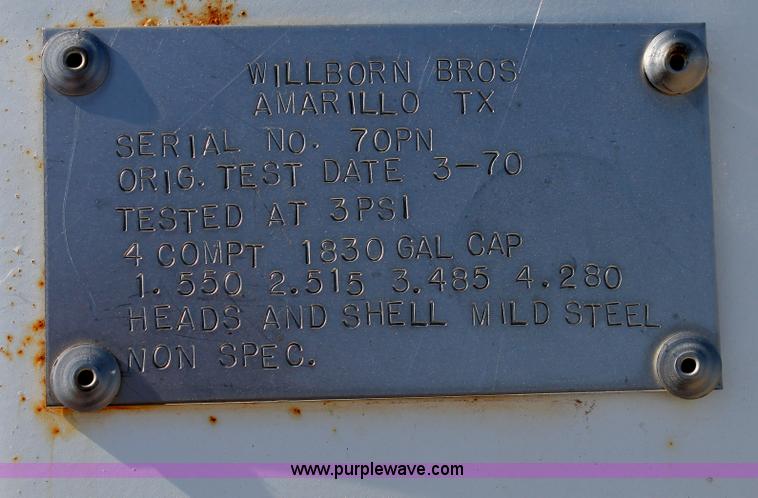 WILLBORN BROS
AMARILLO TX
SERIAL NO. 70PN
ORIG. TEST DATE 3-70
TESTED AT 3PSI
4 COMPT 1830 GAL CAP
1. 550 2.515 3.485 4.280
HEADS AND SHELL MILD STEEL
NON SPEC.
www.purplewave.com